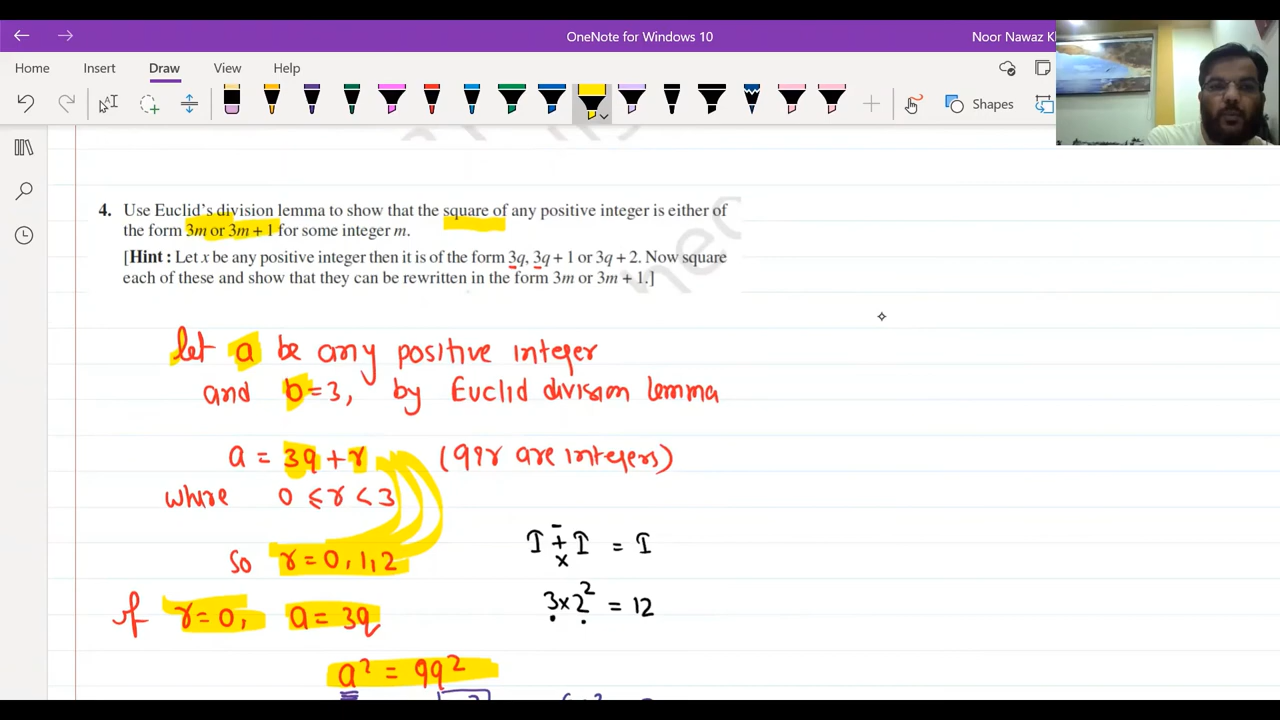 OneNote for Windows 10
Noor Nawaz K
Home Insert Draw View Help
Shapes
4. Use Euclid's division lemma to show that the square of any positive integer is either of
the form 3m or 3m + 1 for some integer m.
[Hint : Let x be any positive integer then it is of the form 3q, 3q + 1 or 3q + 2. Now square
each of these and show that they can be rewritten in the form 3m or 3m + 1.]
let a be any positive integer
and b=3, by Euclid division lemma
a = 3q + r (q & r are integers)
where 0 ≤ r < 3
I + I = I
-
x
So r = 0, 1, 2
3x2² = 12
if r=0, a = 3q
a² = 9q²